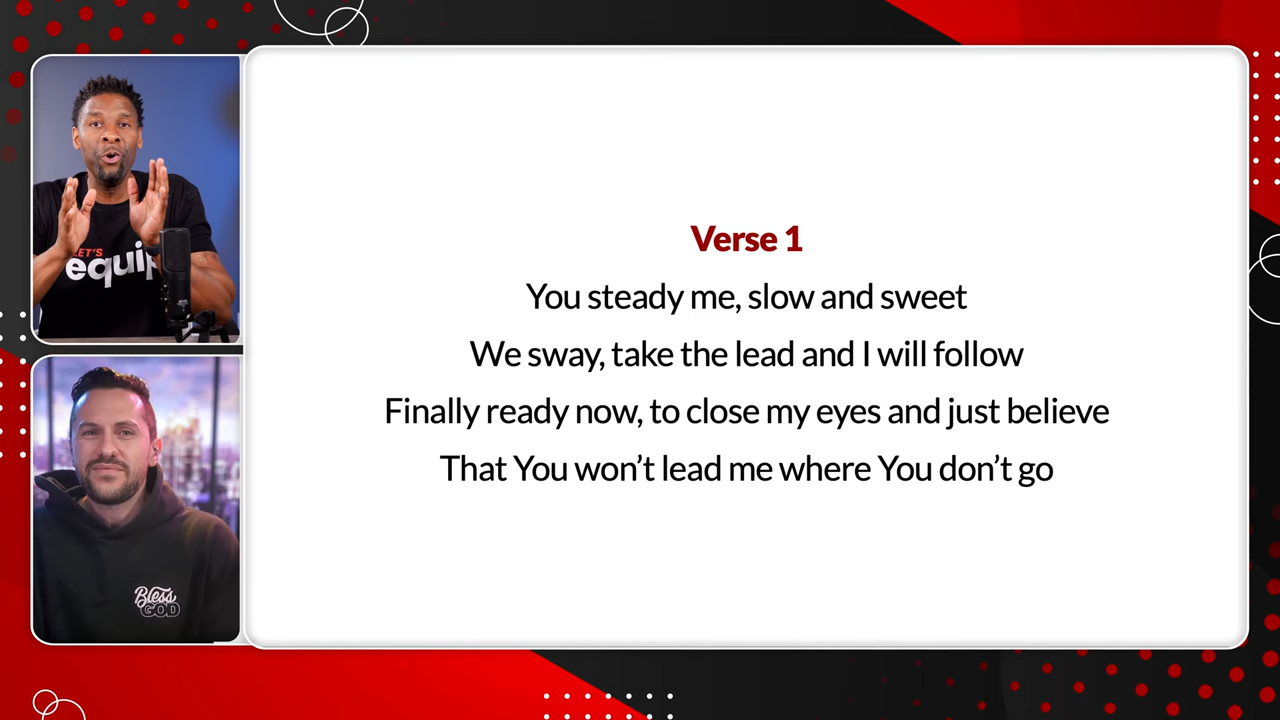 LET'S
equip
Bless
GOD
Verse 1
You steady me, slow and sweet
We sway, take the lead and I will follow
Finally ready now, to close my eyes and just believe
That You won’t lead me where You don’t go